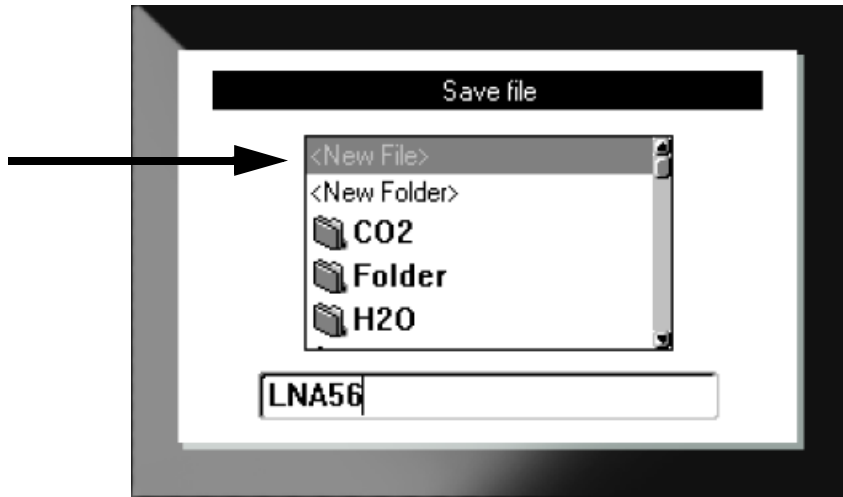 Save file
<New File>
<New Folder>
CO2
Folder
H2O
LNA56